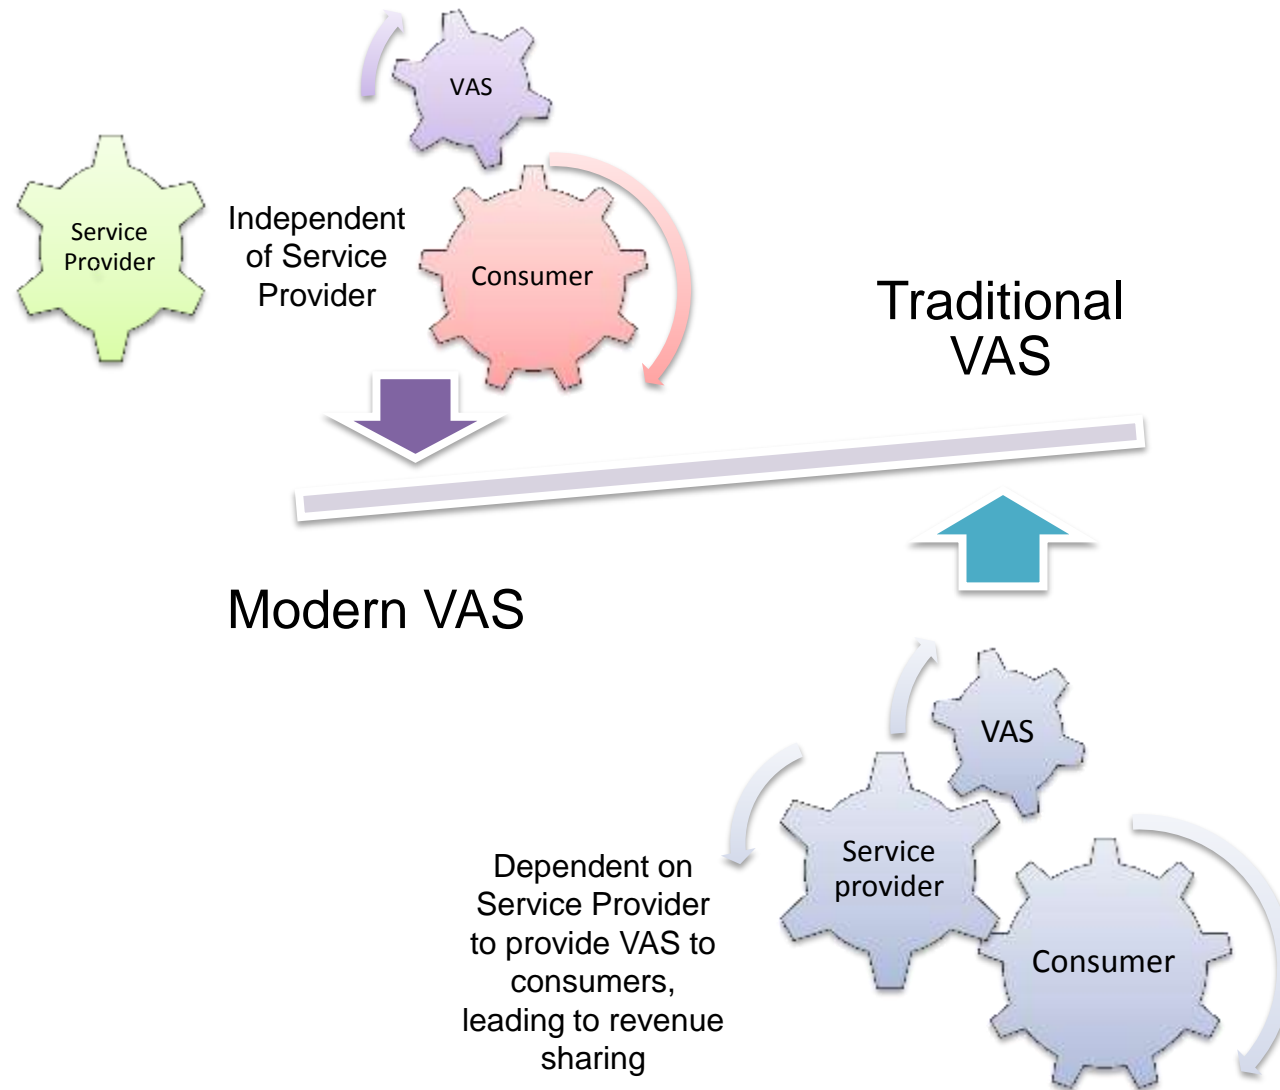 VAS
Service
Provider
Independent
of Service
Provider
Consumer
Traditional
VAS
Modern VAS
VAS
Service
provider
Consumer
Dependent on
Service Provider
to provide VAS to
consumers,
leading to revenue
sharing